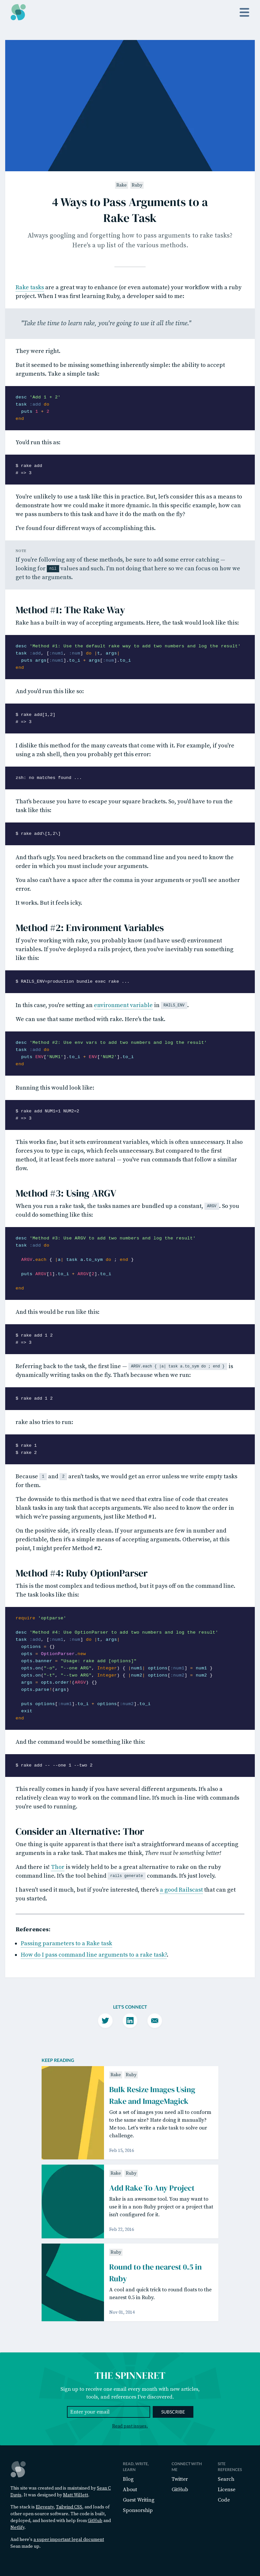 Rake Ruby
4 Ways to Pass Arguments to a
Rake Task
Always googling and forgetting how to pass arguments to rake tasks?
Here's a up list of the various methods.
Rake tasks are a great way to enhance (or even automate) your workflow with a ruby
project. When I was first learning Ruby, a developer said to me:
"Take the time to learn rake, you're going to use it all the time."
They were right.
But it seemed to be missing something inherently simple: the ability to accept
arguments. Take a simple task:
desc 'Add 1 + 2'
task :add do
puts 1 + 2
end
You'd run this as:
$ rake add
# => 3
You're unlikely to use a task like this in practice. But, let's consider this as a means to
demonstrate how we could make it more dynamic. In this simple example, how can
we pass numbers to this task and have it do the math on the fly?
I've found four different ways of accomplishing this.
NOTE
If you're following any of these methods, be sure to add some error catching —
looking for nil values and such. I'm not doing that here so we can focus on how we
get to the arguments.
Method #1: The Rake Way
Rake has a built-in way of accepting arguments. Here, the task would look like this:
desc 'Method #1: Use the default rake way to add two numbers and log the result'
task :add, [:num1, :num] do |t, args|
puts args[:num1].to_i + args[:num].to_i
end
And you'd run this like so:
$ rake add[1,2]
# => 3
I dislike this method for the many caveats that come with it. For example, if you're
using a zsh shell, then you probably get this error:
zsh: no matches found ...
That's because you have to escape your square brackets. So, you'd have to run the
task like this:
$ rake add\[1,2\]
And that's ugly. You need brackets on the command line and you need to know the
order in which you must include your arguments.
You also can't have a space after the comma in your arguments or you'll see another
error.
It works. But it feels icky.
Method #2: Environment Variables
If you're working with rake, you probably know and have (used) environment
variables. If you've deployed a rails project, then you've probably run something
like this:
$ RAILS_ENV=production bundle exec rake ...
In this case, you're setting an environment variable in RAILS_ENV.
We can use that same method with rake. Here's the task.
desc 'Method #2: Use env vars to add two numbers and log the result'
task :add do
puts ENV['NUM1'].to_i + ENV['NUM2'].to_i
end
Running this would look like:
$ rake add NUM1=1 NUM2=2
# => 3
This works fine, but it sets environment variables, which is often unnecessary. It also
forces you to type in caps, which feels unnecessary. But compared to the first
method, it at least feels more natural — you've run commands that follow a similar
flow.
Method #3: Using ARGV
When you run a rake task, the tasks names are bundled up a constant, ARGV. So you
could do something like this:
desc 'Method #3: Use ARGV to add two numbers and log the result'
task :add do
ARGV.each { |a| task a.to_sym do ; end }
puts ARGV[1].to_i + ARGV[2].to_i
end
And this would be run like this:
$ rake add 1 2
# => 3
Referring back to the task, the first line — ARGV.each { |a| task a.to_sym do ; end } is
dynamically writing tasks on the fly. That's because when we run:
$ rake add 1 2
rake also tries to run:
$ rake 1
$ rake 2
Because 1 and 2 aren't tasks, we would get an error unless we write empty tasks
for them.
The downside to this method is that we need that extra line of code that creates
blank tasks in any task that accepts arguments. We also need to know the order in
which we're passing arguments, just like Method #1.
On the positive side, it's really clean. If your arguments are few or predictable and
not modular, then it's a simple means of accepting arguments. Otherwise, at this
point, I might prefer Method #2.
Method #4: Ruby OptionParser
This is the most complex and tedious method, but it pays off on the command line.
The task looks like this:
require 'optparse'
desc 'Method #4: Use OptionParser to add two numbers and log the result'
task :add, [:num1, :num] do |t, args|
options = {}
opts = OptionParser.new
opts.banner = "Usage: rake add [options]"
opts.on("-o", "--one ARG", Integer) { |num1| options[:num1] = num1 }
opts.on("-t", "--two ARG", Integer) { |num2| options[:num2] = num2 }
args = opts.order!(ARGV) {}
opts.parse!(args)
puts options[:num1].to_i + options[:num2].to_i
exit
end
And the command would be something like this:
$ rake add -- --one 1 --two 2
This really comes in handy if you have several different arguments. It's also a
relatively clean way to work on the command line. It's much in-line with commands
you're used to running.
Consider an Alternative: Thor
One thing is quite apparent is that there isn't a straightforward means of accepting
arguments in a rake task. That makes me think, There must be something better!
And there is! Thor is widely held to be a great alternative to rake on the ruby
command line. It's the tool behind rails generate commands. It's just lovely.
I haven't used it much, but if you're interested, there's a good Railscast that can get
you started.
References:
Passing parameters to a Rake task
How do I pass command line arguments to a rake task?.
LET'S CONNECT
KEEP READING
Rake Ruby
Bulk Resize Images Using
Rake and ImageMagick
Got a set of images you need all to conform
to the same size? Hate doing it manually?
Me too. Let's write a rake task to solve our
challenge.
Feb 15, 2016
Rake Ruby
Add Rake To Any Project
Rake is an awesome tool. You may want to
use it in a non-Ruby project or a project that
isn't configured for it.
Feb 22, 2016
Ruby
Round to the nearest 0.5 in
Ruby
A cool and quick trick to round floats to the
nearest 0.5 in Ruby.
Nov 01, 2014
THE SPINNERET
Sign up to receive one email every month with new articles,
tools, and references I've discovered.
Enter your email
SUBSCRIBE
Read past issues.
This site was created and is maintained by Sean C
Davis. It was designed by Matt Willett.
The stack is Eleventy, Tailwind CSS, and loads of
other open-source software. The code is built,
deployed, and hosted with help from GitHub and
Netlify.
And here's a super important legal document
Sean made up.
READ, WRITE,
LEARN
Blog
About
Guest Writing
Sponsorship
CONNECT WITH
ME
Twitter
GitHub
SITE
REFERENCES
Search
License
Code